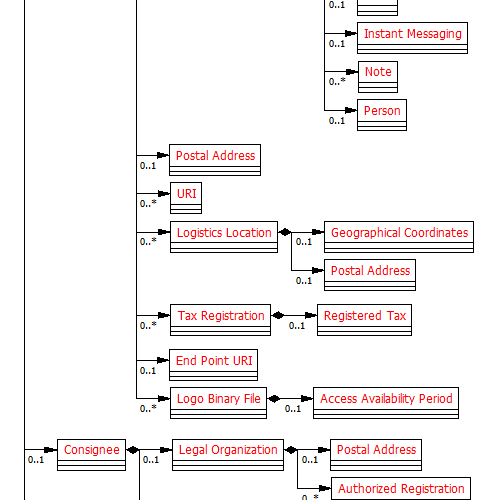 0..1
Instant Messaging
0..1
Note
0..*
Person
0..1
Postal Address
0..1
URI
0..*
Logistics Location
0..*
Geographical Coordinates
0..1
Postal Address
0..1
Tax Registration
0..*
Registered Tax
0..1
End Point URI
0..1
Logo Binary File
0..*
Access Availability Period
0..1
Consignee
0..1
Legal Organization
0..1
Postal Address
0..1
Authorized Registration
0..*